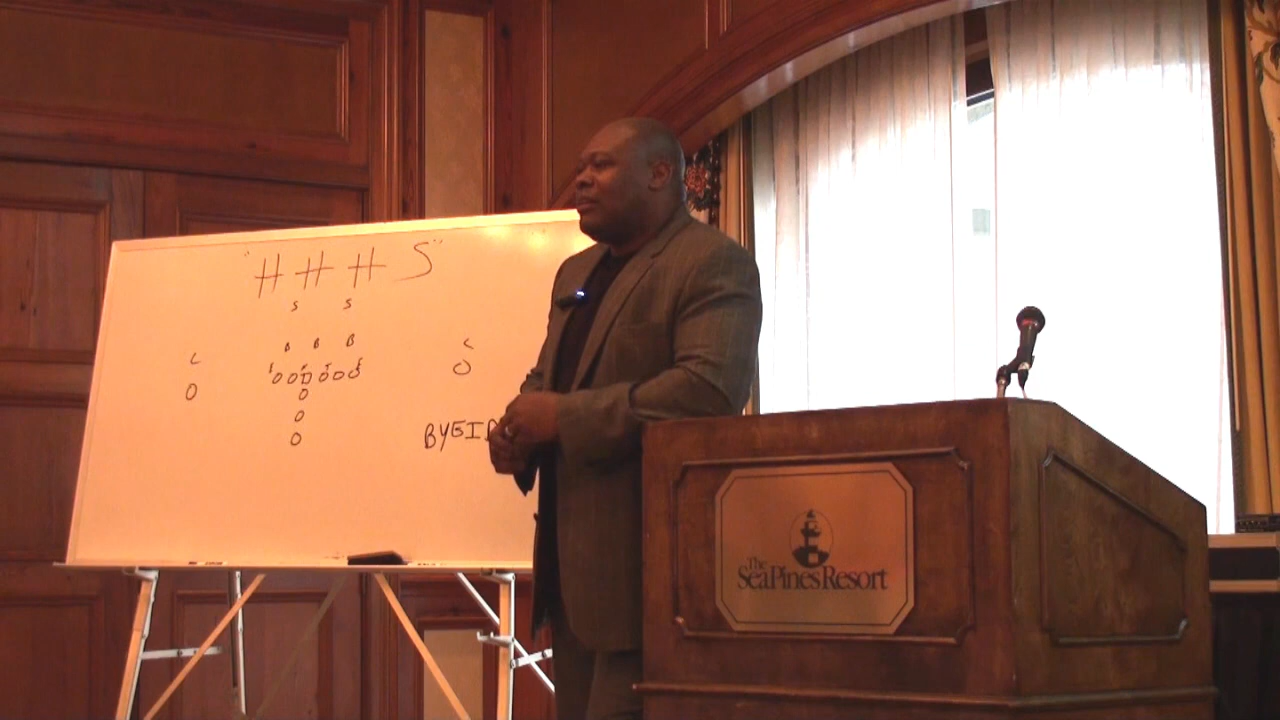 "# # # S"
S S
B B B
C C
O O O O O O O O
O
O
O
BYEI
The
SeaPines Resort